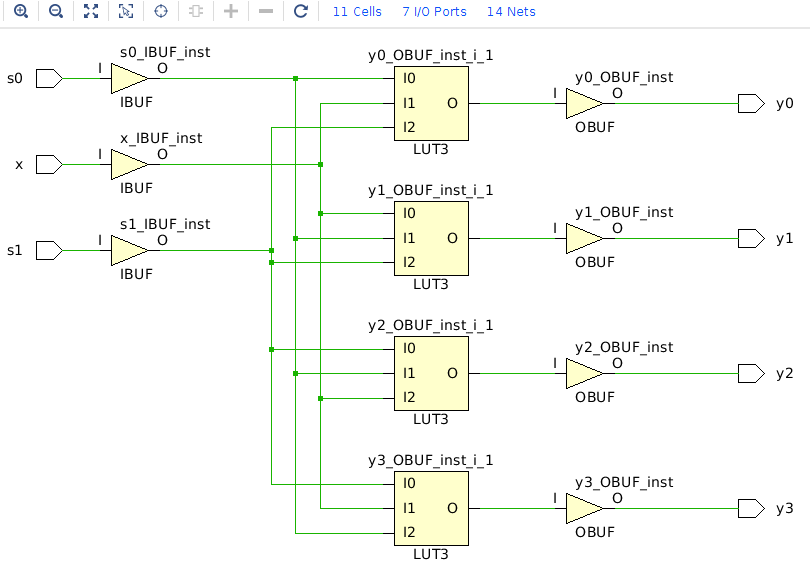 11 Cells 7 I/O Ports 14 Nets
s0_IBUF_inst
s0 I O
IBUF
x_IBUF_inst
x I O
IBUF
s1_IBUF_inst
s1 I O
IBUF
y0_OBUF_inst_i_1
I0
I1 O
I2
LUT3
y0_OBUF_inst
I O
y0
OBUF
y1_OBUF_inst_i_1
I0
I1 O
I2
LUT3
y1_OBUF_inst
I O
y1
OBUF
y2_OBUF_inst_i_1
I0
I1 O
I2
LUT3
y2_OBUF_inst
I O
y2
OBUF
y3_OBUF_inst_i_1
I0
I1 O
I2
LUT3
y3_OBUF_inst
I O
y3
OBUF